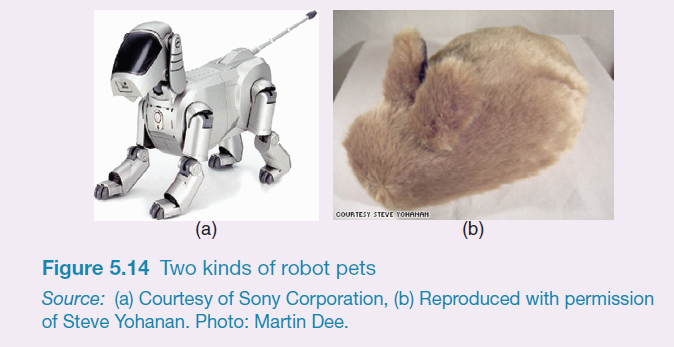 COURTESY STEVE YOHANAN
(a) (b)
Figure 5.14 Two kinds of robot pets
Source: (a) Courtesy of Sony Corporation, (b) Reproduced with permission
of Steve Yohanan. Photo: Martin Dee.